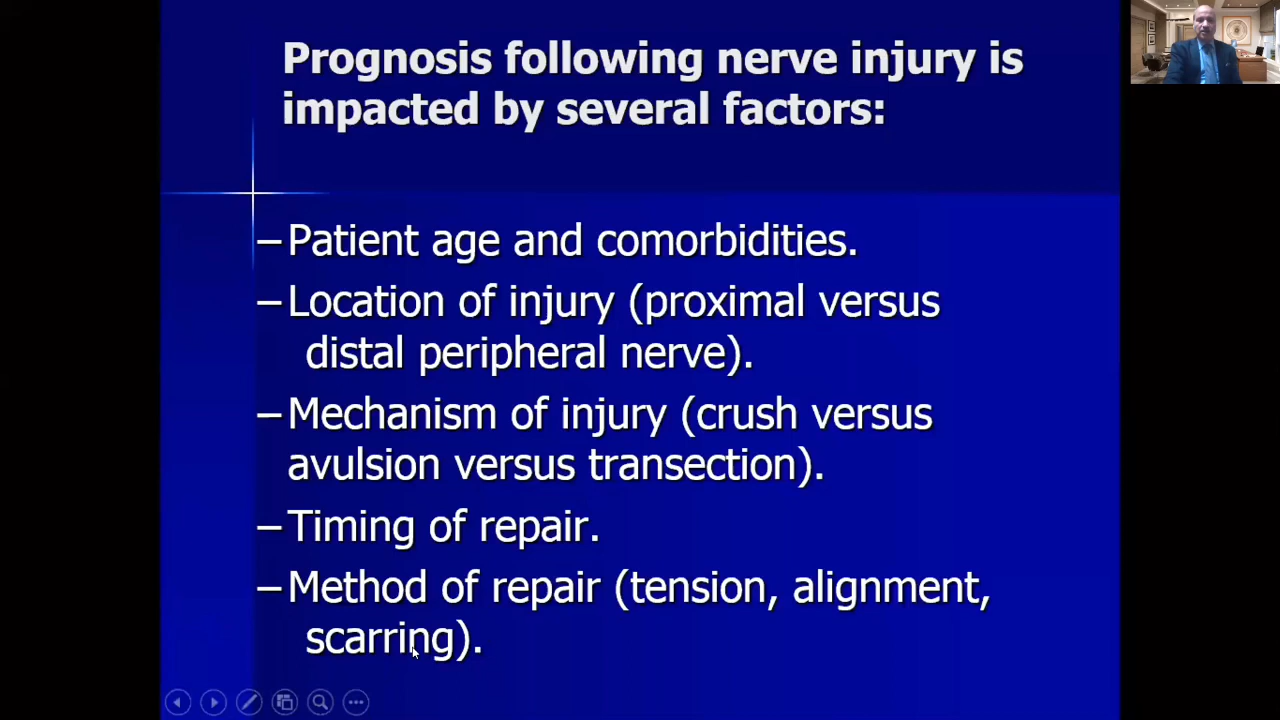 Prognosis following nerve injury is
impacted by several factors:
–Patient age and comorbidities.
–Location of injury (proximal versus
distal peripheral nerve).
–Mechanism of injury (crush versus
avulsion versus transection).
–Timing of repair.
–Method of repair (tension, alignment,
scarring).